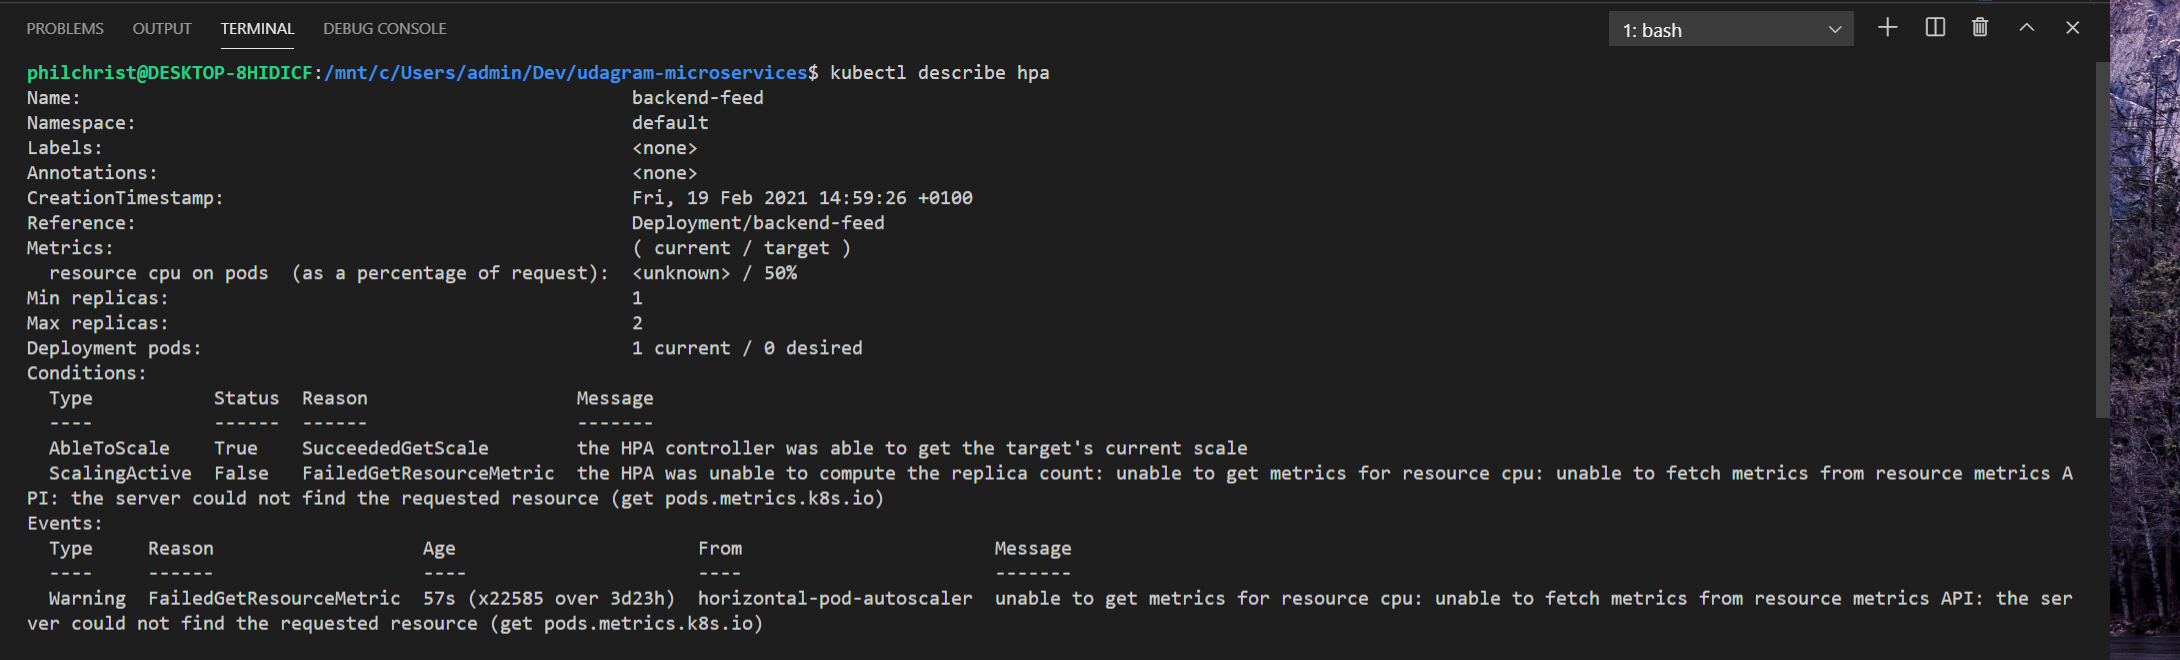 PROBLEMS OUTPUT TERMINAL DEBUG CONSOLE 1: bash
philchrist@DESKTOP-8HIDICF:/mnt/c/Users/admin/Dev/udagram-microservices$ kubectl describe hpa
Name: backend-feed
Namespace: default
Labels: <none>
Annotations: <none>
CreationTimestamp: Fri, 19 Feb 2021 14:59:26 +0100
Reference: Deployment/backend-feed
Metrics: ( current / target )
resource cpu on pods (as a percentage of request): <unknown> / 50%
Min replicas: 1
Max replicas: 2
Deployment pods: 1 current / 0 desired
Conditions:
Type Status Reason Message
---- ------ ------ -------
AbleToScale True SucceededGetScale the HPA controller was able to get the target's current scale
ScalingActive False FailedGetResourceMetric the HPA was unable to compute the replica count: unable to get metrics for resource cpu: unable to fetch metrics from resource metrics A
PI: the server could not find the requested resource (get pods.metrics.k8s.io)
Events:
Type Reason Age From Message
---- ------ ---- ---- -------
Warning FailedGetResourceMetric 57s (x22585 over 3d23h) horizontal-pod-autoscaler unable to get metrics for resource cpu: unable to fetch metrics from resource metrics API: the ser
ver could not find the requested resource (get pods.metrics.k8s.io)